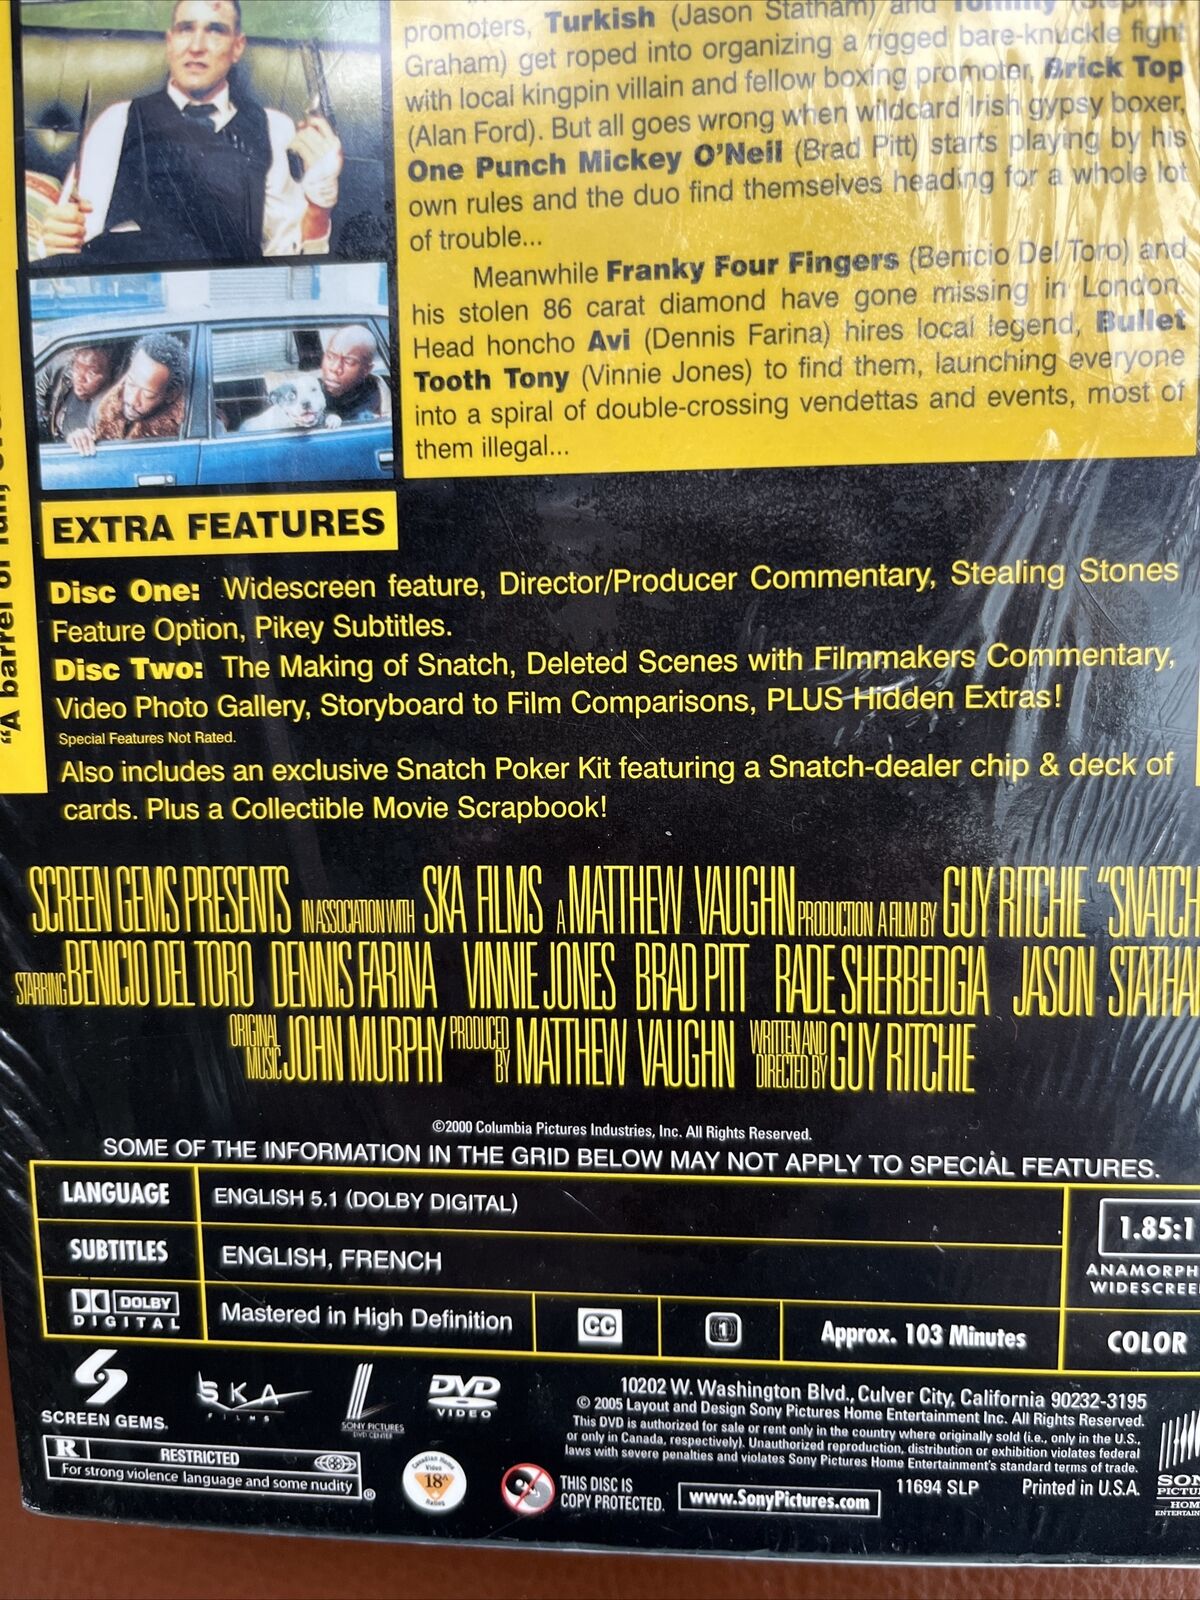 promoters, Turkish (Jason Statham) and Tommy (Stephen
Graham) get roped into organizing a rigged bare-knuckle fight
with local kingpin villain and fellow boxing promoter, Brick Top
(Alan Ford). But all goes wrong when wildcard Irish gypsy boxer,
One Punch Mickey O'Neil (Brad Pitt) starts playing by his
own rules and the duo find themselves heading for a whole lot
of trouble...
Meanwhile Franky Four Fingers (Benicio Del Toro) and
his stolen 86 carat diamond have gone missing in London.
Head honcho Avi (Dennis Farina) hires local legend, Bullet
Tooth Tony (Vinnie Jones) to find them, launching everyone
into a spiral of double-crossing vendettas and events, most of
them illegal...
"A barrel of fun,
EXTRA FEATURES
Disc One: Widescreen feature, Director/Producer Commentary, Stealing Stones
Feature Option, Pikey Subtitles.
Disc Two: The Making of Snatch, Deleted Scenes with Filmmakers Commentary,
Video Photo Gallery, Storyboard to Film Comparisons, PLUS Hidden Extras!
Special Features Not Rated.
Also includes an exclusive Snatch Poker Kit featuring a Snatch-dealer chip & deck of
cards. Plus a Collectible Movie Scrapbook!
SCREEN GEMS PRESENTS IN ASSOCIATION WITH SKA FILMS A MATTHEW VAUGHN PRODUCTION A FILM BY GUY RITCHIE "SNATCH
STARRING BENICIO DEL TORO DENNIS FARINA VINNIE JONES BRAD PITT RADE SHERBEDGIA JASON STATHA
ORIGINAL MUSIC JOHN MURPHY PRODUCED BY MATTHEW VAUGHN WRITTEN AND DIRECTED BY GUY RITCHIE
©2000 Columbia Pictures Industries, Inc. All Rights Reserved.
SOME OF THE INFORMATION IN THE GRID BELOW MAY NOT APPLY TO SPECIAL FEATURES.
LANGUAGE ENGLISH 5.1 (DOLBY DIGITAL)
1.85:1
SUBTITLES ENGLISH, FRENCH
ANAMORPH
WIDESCREE
DOLBY
DIGITAL
Mastered in High Definition CC 1 Approx. 103 Minutes COLOR
SCREEN GEMS.
SKA
FILMS
SONY PICTURES
DVD CENTER
DVD
VIDEO
10202 W. Washington Blvd., Culver City, California 90232-3195
© 2005 Layout and Design Sony Pictures Home Entertainment Inc. All Rights Reserved.
This DVD is authorized for sale or rent only in the country where originally sold (i.e., only in the U.S.,
or only in Canada, respectively). Unauthorized reproduction, distribution or exhibition violates federal
laws with severe penalties and violates Sony Pictures Home Entertainment's standard terms of trade.
R RESTRICTED
For strong violence language and some nudity ®
Canadian Home
Video
18A
Ratings
THIS DISC IS
COPY PROTECTED.
www.SonyPictures.com
11694 SLP Printed in U.S.A.
SON
PICTU
HOM
ENTERTAIN